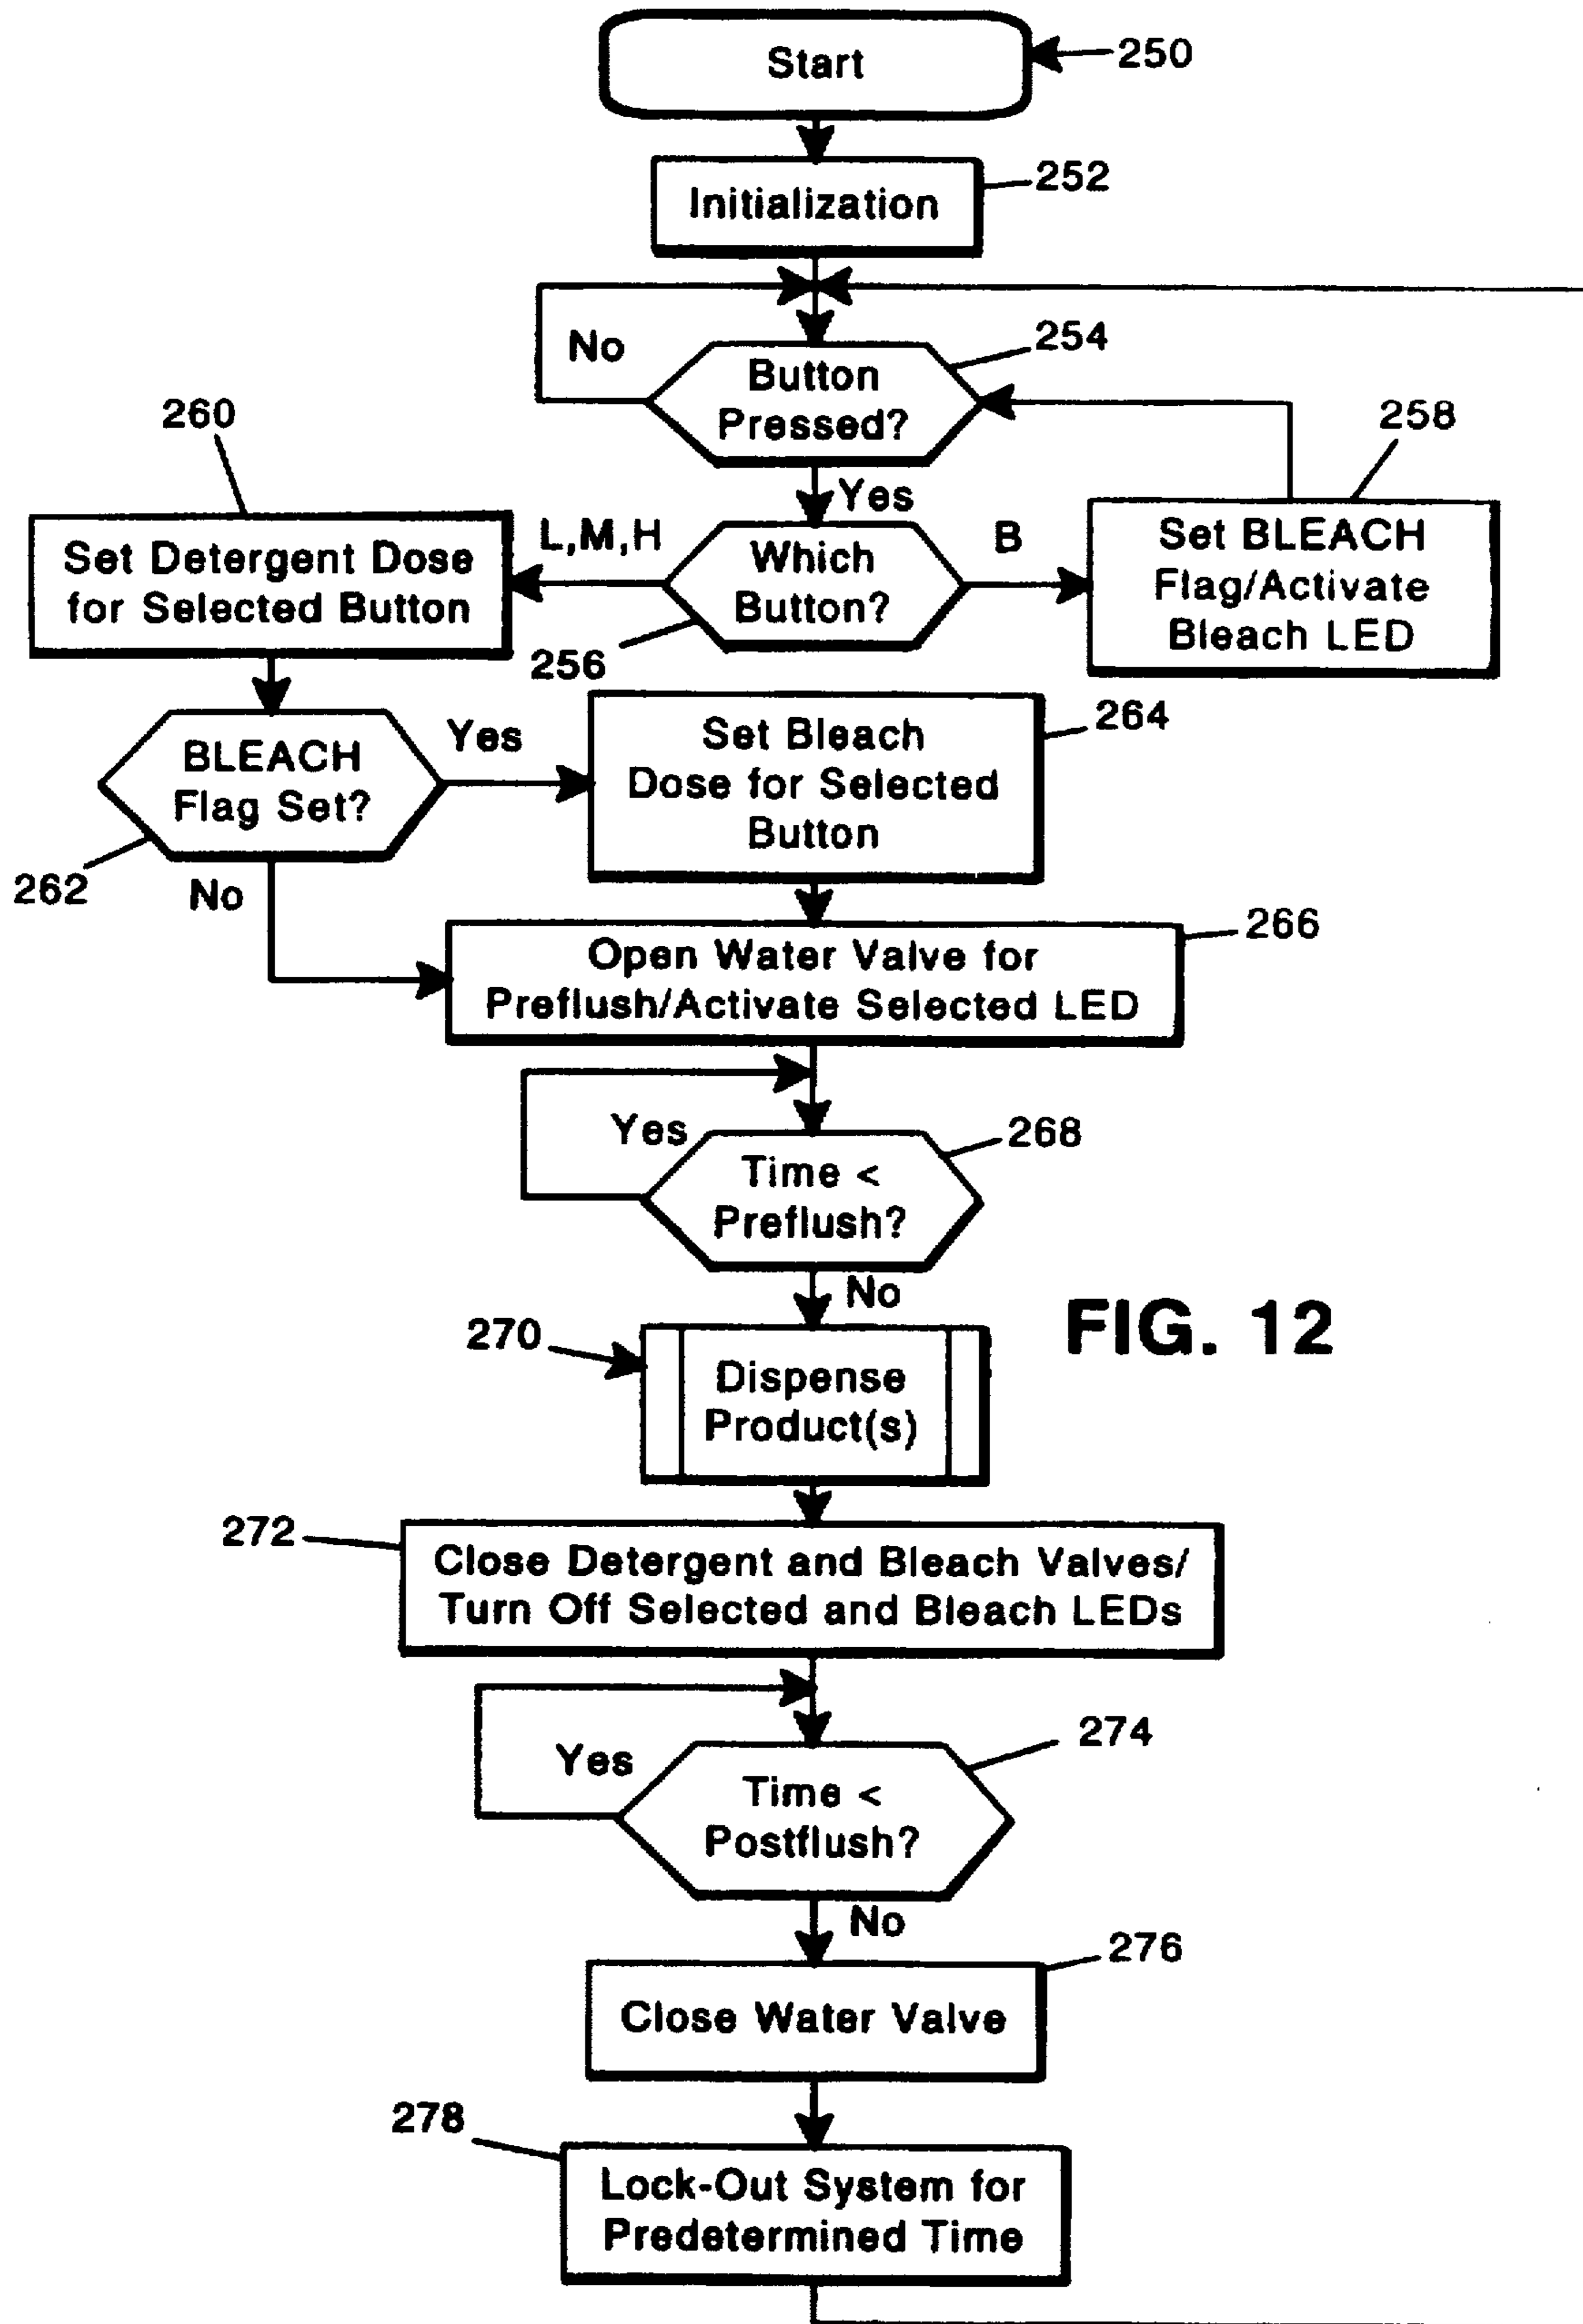 Start
250
Initialization
252
No
Button
Pressed?
254
Yes
260
258
Set Detergent Dose
for Selected Button
L,M,H
Which
Button?
256
B
Set BLEACH
Flag/Activate
Bleach LED
BLEACH
Flag Set?
262
Yes
No
Set Bleach
Dose for Selected
Button
264
Open Water Valve for
Preflush/Activate Selected LED
266
Yes
Time <
Preflush?
268
No
FIG. 12
270
Dispense
Product(s)
272
Close Detergent and Bleach Valves/
Turn Off Selected and Bleach LEDs
Yes
Time <
Postflush?
274
No
276
Close Water Valve
278
Lock-Out System for
Predetermined Time